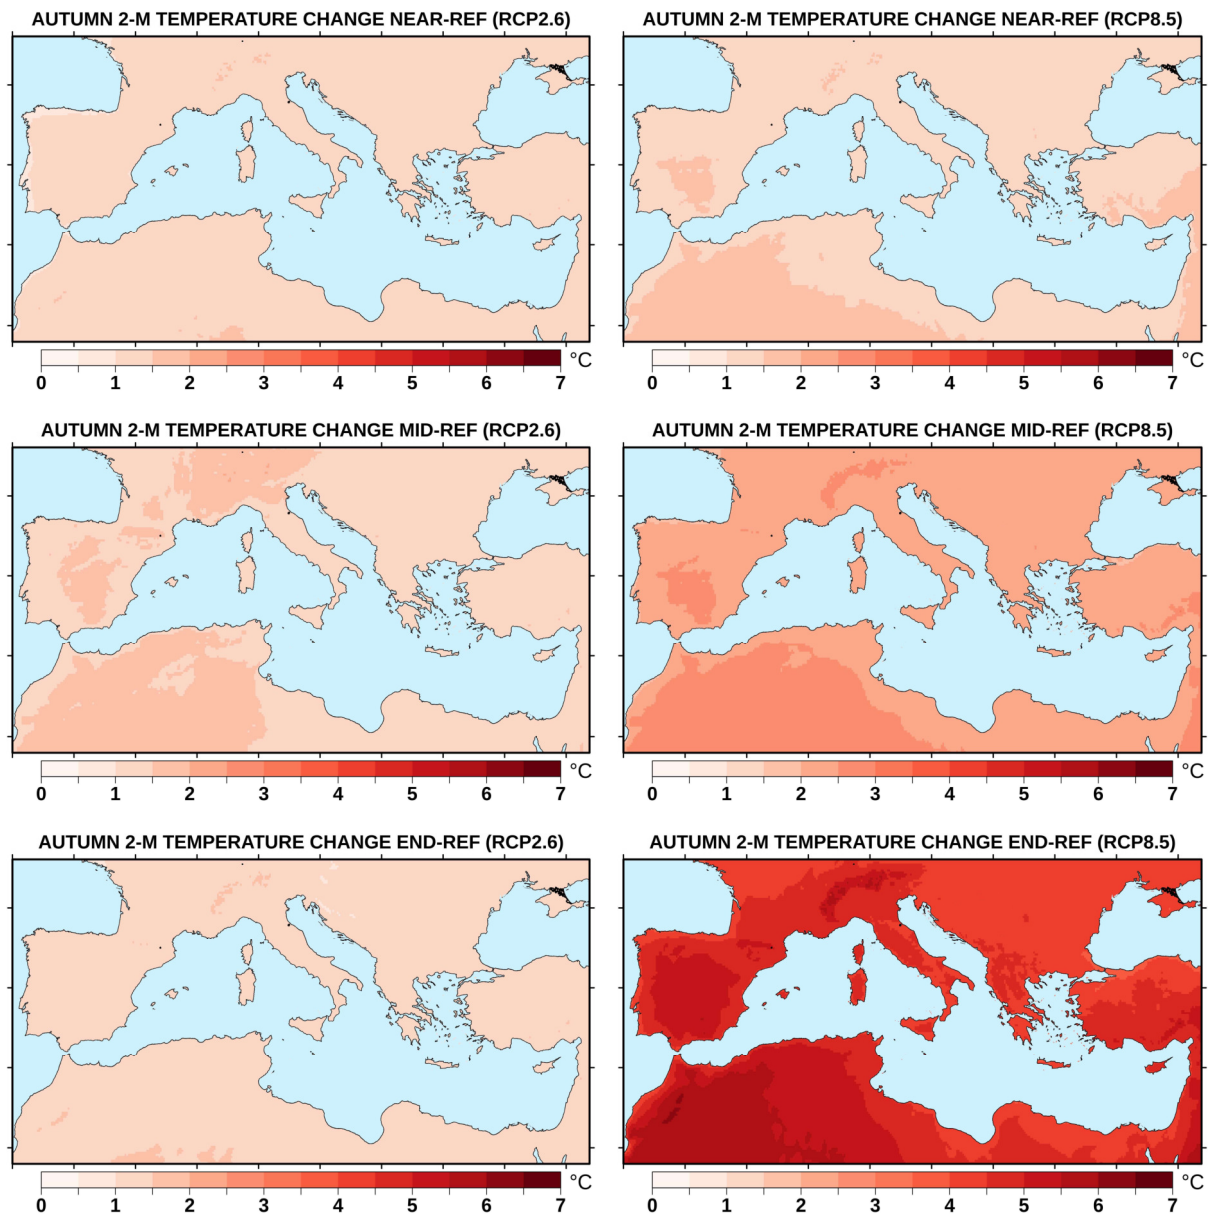 AUTUMN 2-M TEMPERATURE CHANGE NEAR-REF (RCP2.6)
AUTUMN 2-M TEMPERATURE CHANGE NEAR-REF (RCP8.5)
0 1 2 3 4 5 6 7 °C
0 1 2 3 4 5 6 7 °C
AUTUMN 2-M TEMPERATURE CHANGE MID-REF (RCP2.6)
AUTUMN 2-M TEMPERATURE CHANGE MID-REF (RCP8.5)
0 1 2 3 4 5 6 7 °C
0 1 2 3 4 5 6 7 °C
AUTUMN 2-M TEMPERATURE CHANGE END-REF (RCP2.6)
AUTUMN 2-M TEMPERATURE CHANGE END-REF (RCP8.5)
0 1 2 3 4 5 6 7 °C
0 1 2 3 4 5 6 7 °C